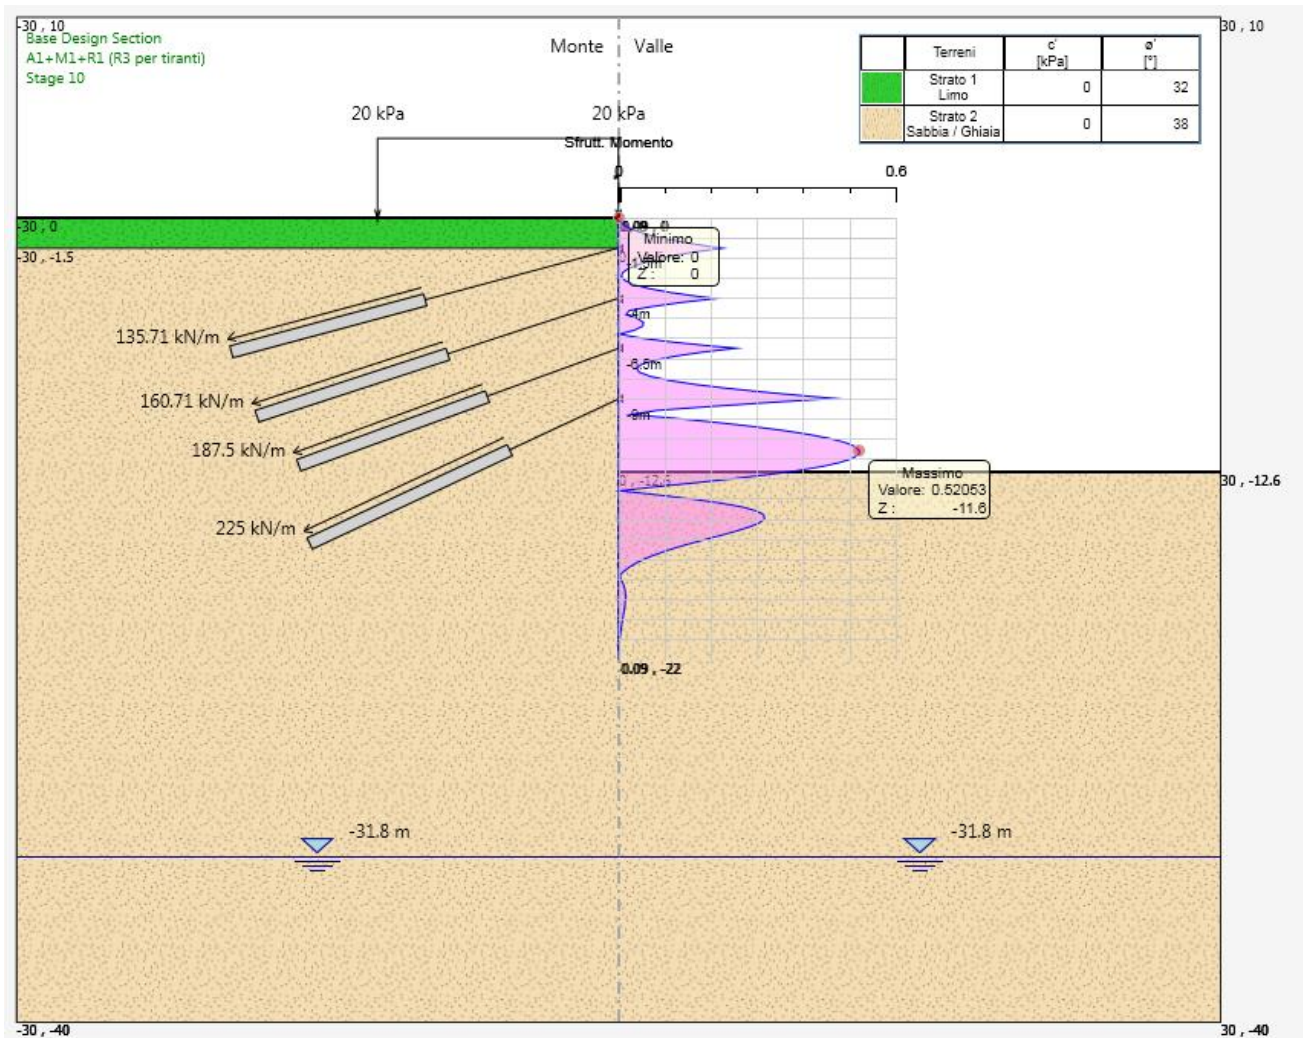 -30 , 10
30 , 10
Base Design Section
A1+M1+R1 (R3 per tiranti)
Stage 10
Monte Valle
Terreni c' [kPa] ø' [°]
Strato 1 Limo 0 32
Strato 2 Sabbia / Ghiaia 0 38
20 kPa 20 kPa
Sfrutt. Momento
0 0.6
-30 , 0
Minimo
Valore: 0
Z : 0
-30 , -1.5
-4m
135.71 kN/m
-6.5m
160.71 kN/m
-9m
187.5 kN/m
Massimo
Valore: 0.52053
Z : -11.6
30 , -12.6
225 kN/m
0.09 , -22
-31.8 m -31.8 m
-30 , -40
30 , -40